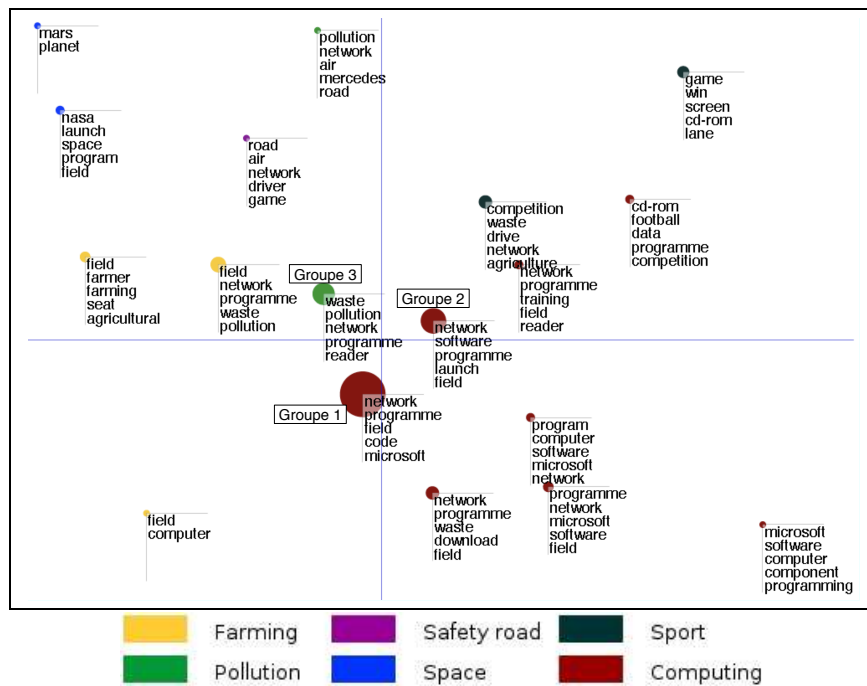 mars
planet
pollution
network
air
mercedes
road
game
win
screen
cd-rom
lane
nasa
launch
space
program
field
road
air
network
driver
game
competition
waste
drive
network
agriculture
cd-rom
football
data
programme
competition
field
farmer
farming
seat
agricultural
field
network
programme
waste
pollution
Groupe 3
waste
pollution
network
programme
reader
Groupe 2
network
software
programme
launch
field
network
programme
training
field
reader
Groupe 1
network
programme
field
code
microsoft
program
computer
software
microsoft
network
field
computer
network
programme
waste
download
field
programme
network
microsoft
software
field
microsoft
software
computer
component
programming
Farming
Safety road
Sport
Pollution
Space
Computing